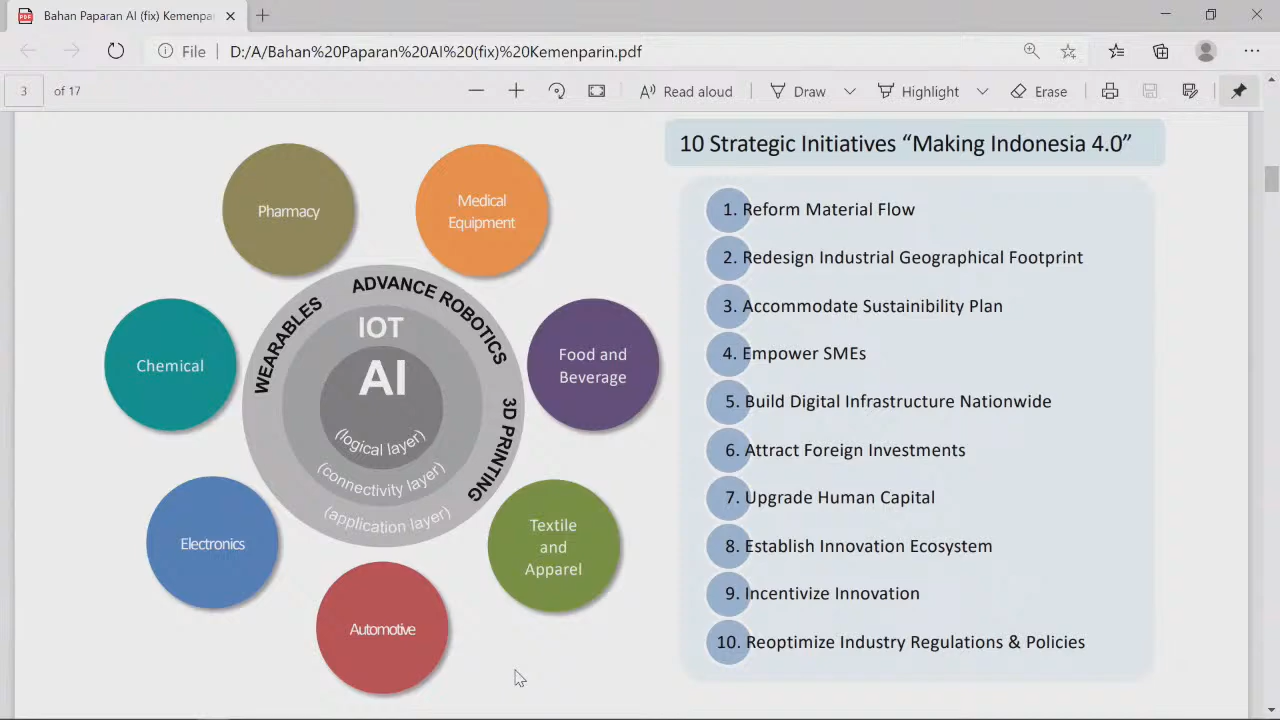 Bahan Paparan AI (fix) Kemenpar
File
D:/A/Bahan%20Paparan%20AI%20(fix)%20Kemenparin.pdf
3
of 17
Read aloud
Draw
Highlight
Erase
10 Strategic Initiatives “Making Indonesia 4.0”
1. Reform Material Flow
2. Redesign Industrial Geographical Footprint
3. Accommodate Sustainibility Plan
4. Empower SMEs
5. Build Digital Infrastructure Nationwide
6. Attract Foreign Investments
7. Upgrade Human Capital
8. Establish Innovation Ecosystem
9. Incentivize Innovation
10. Reoptimize Industry Regulations & Policies
Pharmacy
Medical
Equipment
Chemical
Food and
Beverage
Electronics
Textile
and
Apparel
Automotive
WEARABLES
ADVANCE ROBOTICS
3D PRINTING
IOT
AI
(logical layer)
(connectivity layer)
(application layer)